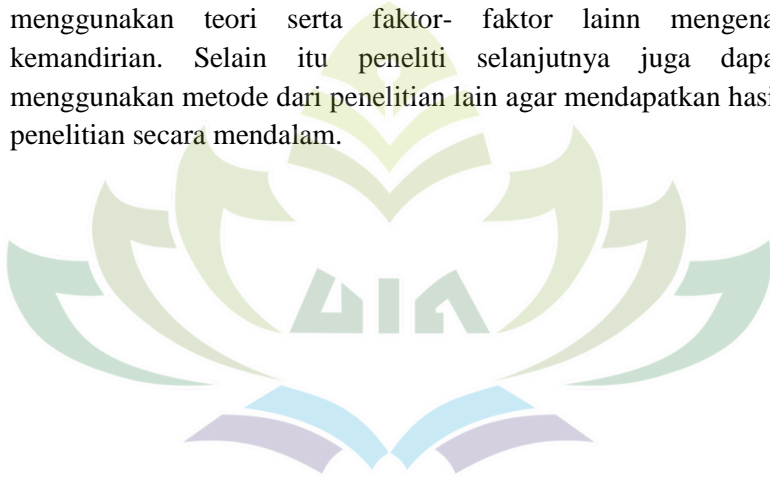 menggunakan teori serta faktor- faktor lainn mengena
kemandirian. Selain itu peneliti selanjutnya juga dapa
menggunakan metode dari penelitian lain agar mendapatkan hasi
penelitian secara mendalam.
UIN